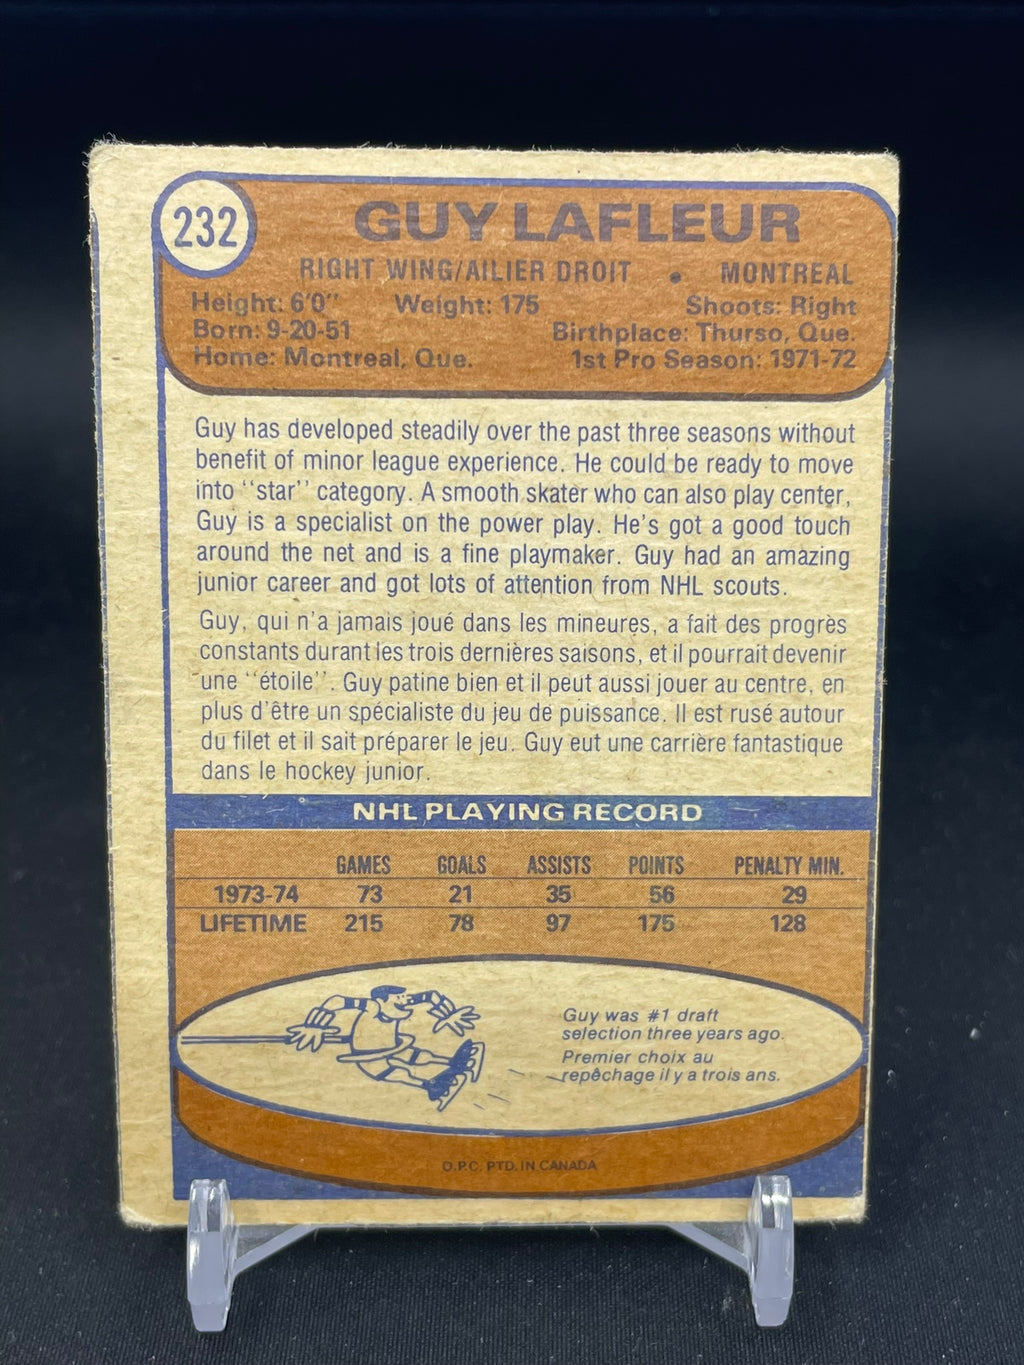 232
GUY LAFLEUR
RIGHT WING/AILIER DROIT • MONTREAL
Height: 6'0" Weight: 175 Shoots: Right
Born: 9-20-51 Birthplace: Thurso, Que.
Home: Montreal, Que. 1st Pro Season: 1971-72
Guy has developed steadily over the past three seasons without
benefit of minor league experience. He could be ready to move
into "star" category. A smooth skater who can also play center,
Guy is a specialist on the power play. He's got a good touch
around the net and is a fine playmaker. Guy had an amazing
junior career and got lots of attention from NHL scouts.
Guy, qui n'a jamais joué dans les mineures, a fait des progrès
constants durant les trois dernières saisons, et il pourrait devenir
une "étoile". Guy patine bien et il peut aussi jouer au centre, en
plus d'être un spécialiste du jeu de puissance. Il est rusé autour
du filet et il sait préparer le jeu. Guy eut une carrière fantastique
dans le hockey junior.
NHL PLAYING RECORD
GAMES GOALS ASSISTS POINTS PENALTY MIN.
1973-74 73 21 35 56 29
LIFETIME 215 78 97 175 128
Guy was #1 draft
selection three years ago.
Premier choix au
repêchage il y a trois ans.
O.P.C. PTD. IN CANADA